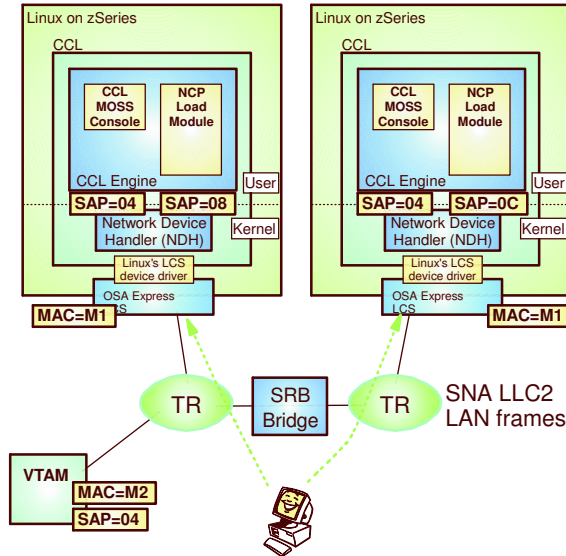 Linux on zSeries
CCL
CCL
MOSS
Console
NCP
Load
Module
CCL Engine
User
SAP=04
SAP=08
Network Device
Handler (NDH)
Kernel
Linux's LCS
device driver
OSA Express
MAC=M1
Linux on zSeries
CCL
CCL
MOSS
Console
NCP
Load
Module
CCL Engine
User
SAP=04
SAP=0C
Network Device
Handler (NDH)
Kernel
Linux's LCS
device driver
OSA Express
LCS
MAC=M1
TR
SRB
Bridge
TR
SNA LLC2
LAN frames
VTAM
MAC=M2
SAP=04